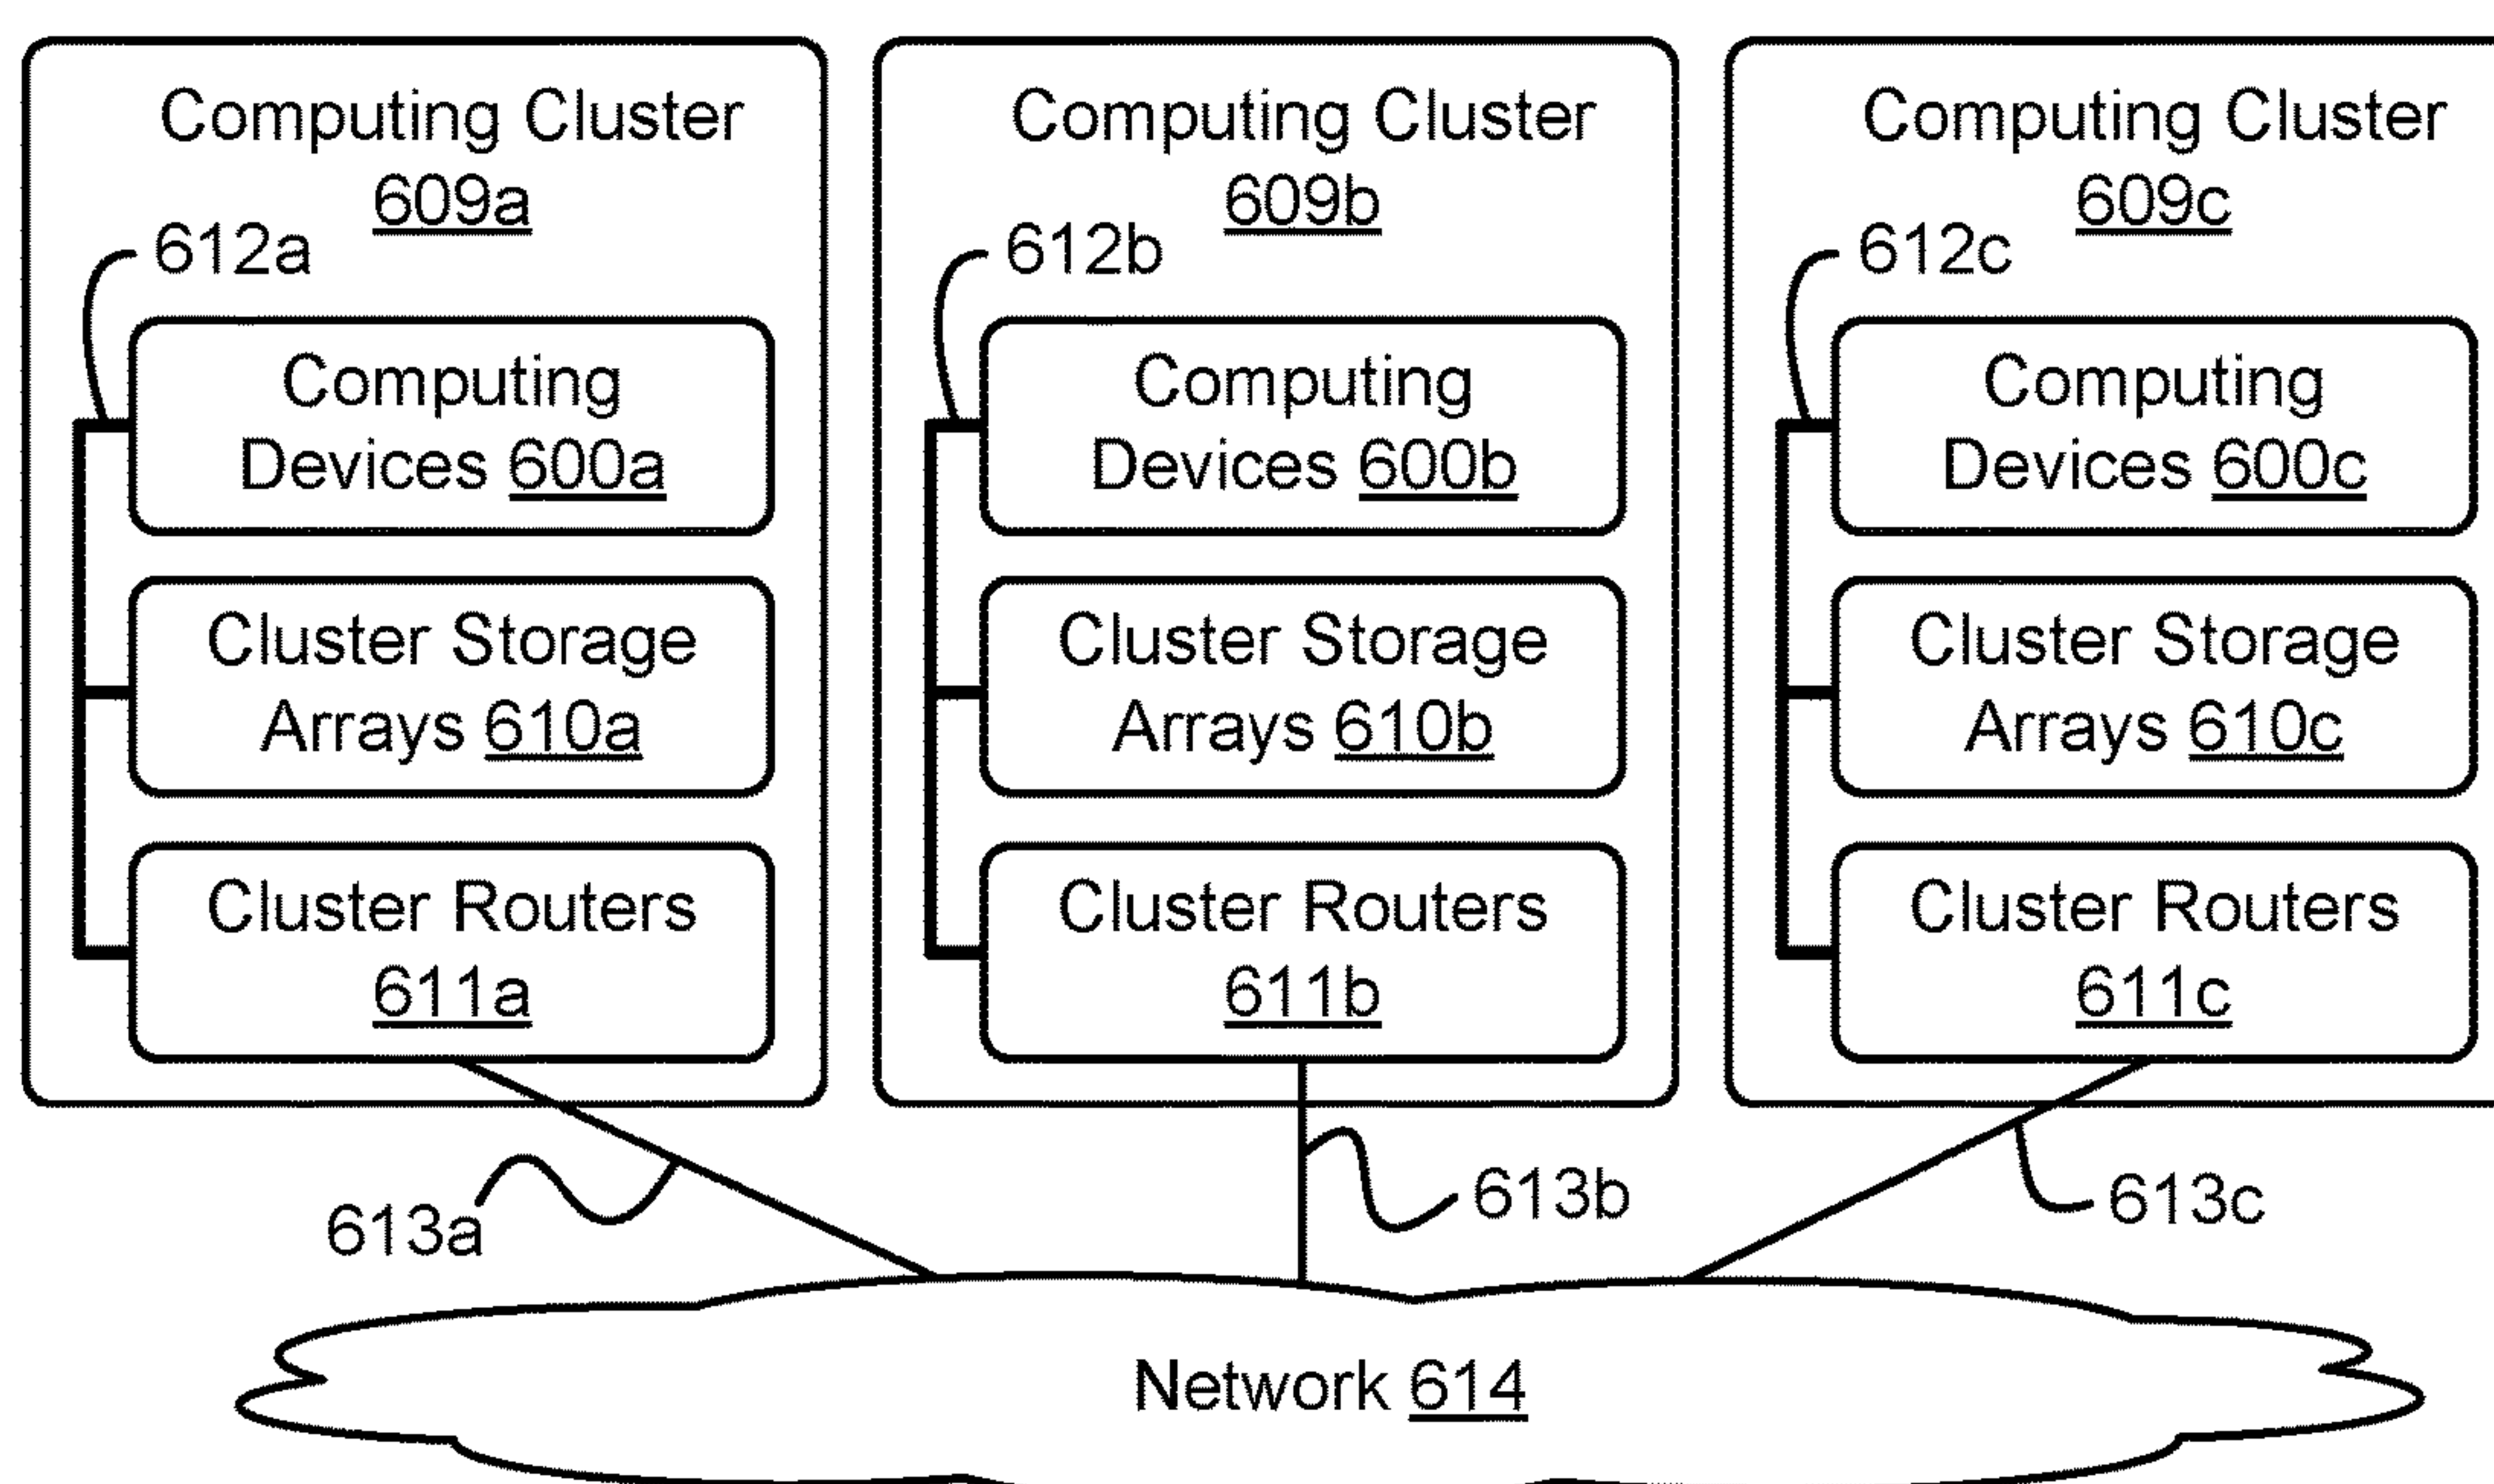 Computing Cluster
609a
612a
Computing
Devices 600a
Cluster Storage
Arrays 610a
Cluster Routers
611a
Computing Cluster
609b
612b
Computing
Devices 600b
Cluster Storage
Arrays 610b
Cluster Routers
611b
Computing Cluster
609c
612c
Computing
Devices 600c
Cluster Storage
Arrays 610c
Cluster Routers
611c
613a
613b
613c
Network 614